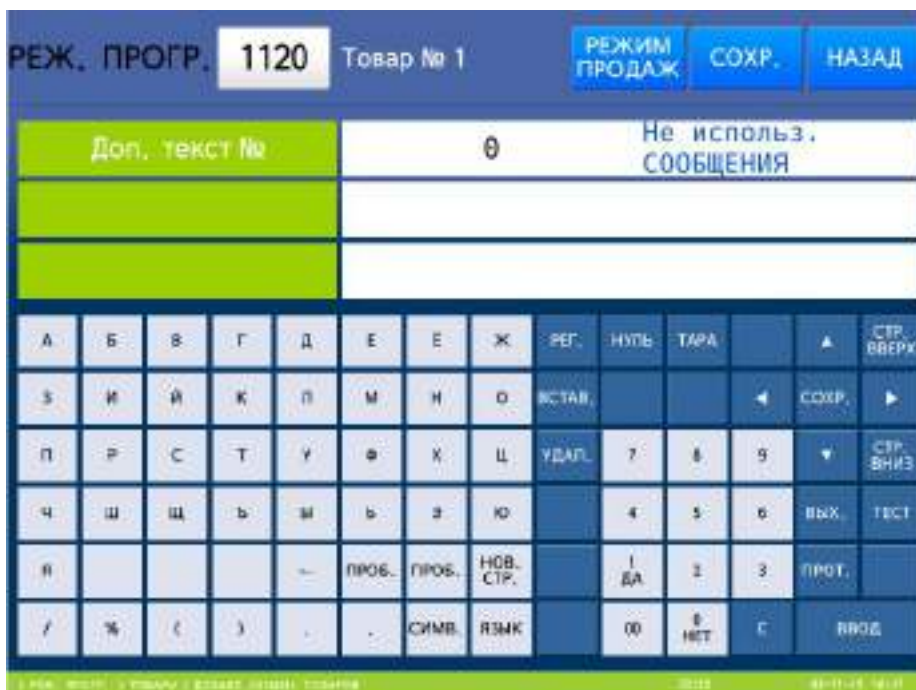 РЕЖ. ПРОГР. 1120 Товар № 1 РЕЖИМ ПРОДАЖ СОХР. НАЗАД
Доп. текст № 0 Не использ.
СООБЩЕНИЯ
А Б В Г Д Е Ё Ж РЕГ. НУЛЬ ТАРА ▲ СТР. ВВЕРХ
З И Й К Л М Н О ВСТАВ. ◄ СОХР. ►
П Р С Т У Ф Х Ц УДАЛ. 7 8 9 ▼ СТР. ВНИЗ
Ч Ш Щ Ъ Ы Ь Э Ю 4 5 6 ВЫХ. ТЕСТ
Я ← ПРОБ. ПРОБ. НОВ. СТР. ! ДА 2 3 ПРОТ.
/ % ( ) , . СИМВ. ЯЗЫК 00 0 НЕТ С ВВОД